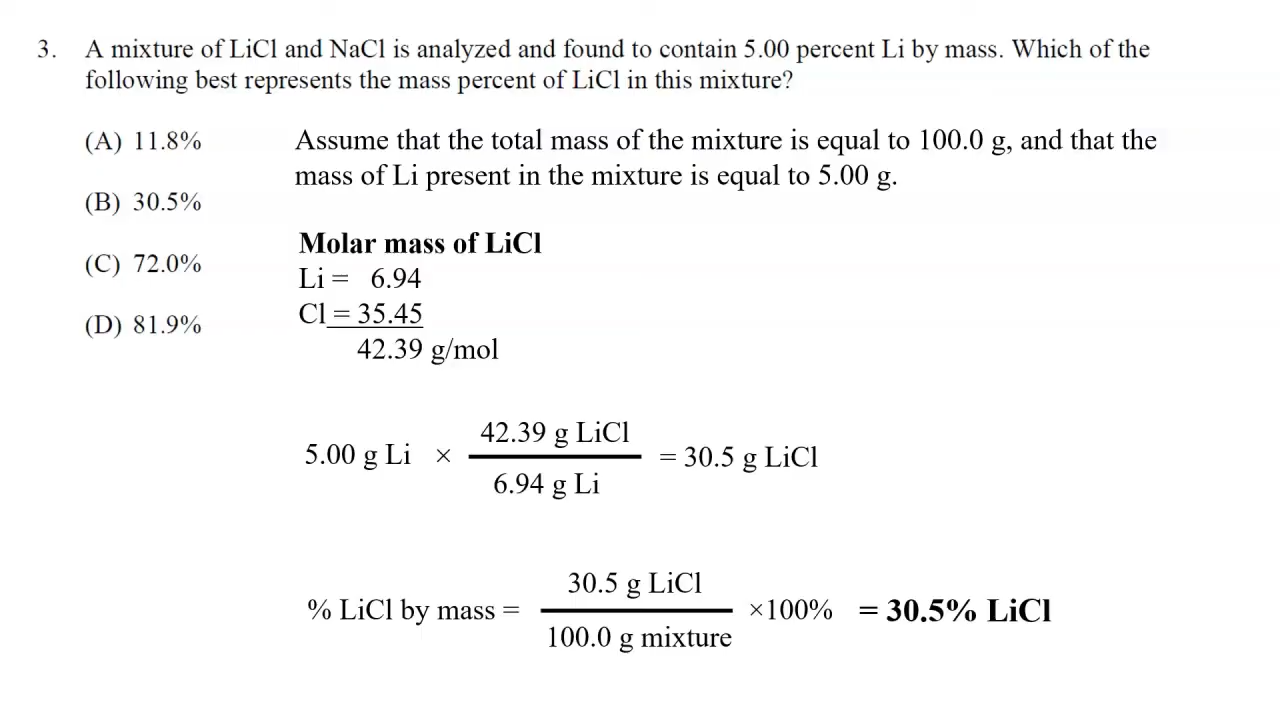 3. A mixture of LiCl and NaCl is analyzed and found to contain 5.00 percent Li by mass. Which of the
following best represents the mass percent of LiCl in this mixture?
(A) 11.8%
(B) 30.5%
(C) 72.0%
(D) 81.9%
Assume that the total mass of the mixture is equal to 100.0 g, and that the
mass of Li present in the mixture is equal to 5.00 g.
Molar mass of LiCl
Li = 6.94
Cl = 35.45
42.39 g/mol
42.39 g LiCl
5.00 g Li × = 30.5 g LiCl
6.94 g Li
30.5 g LiCl
% LiCl by mass = ×100% = 30.5% LiCl
100.0 g mixture